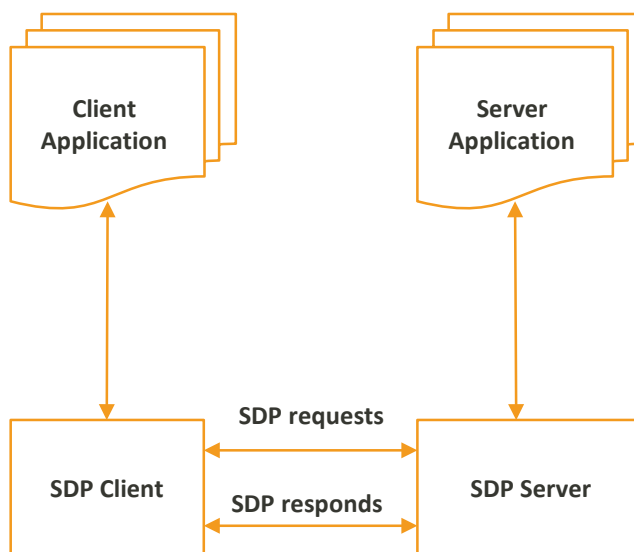 Client
Application
Server
Application
SDP requests
SDP Client
SDP responds
SDP Server